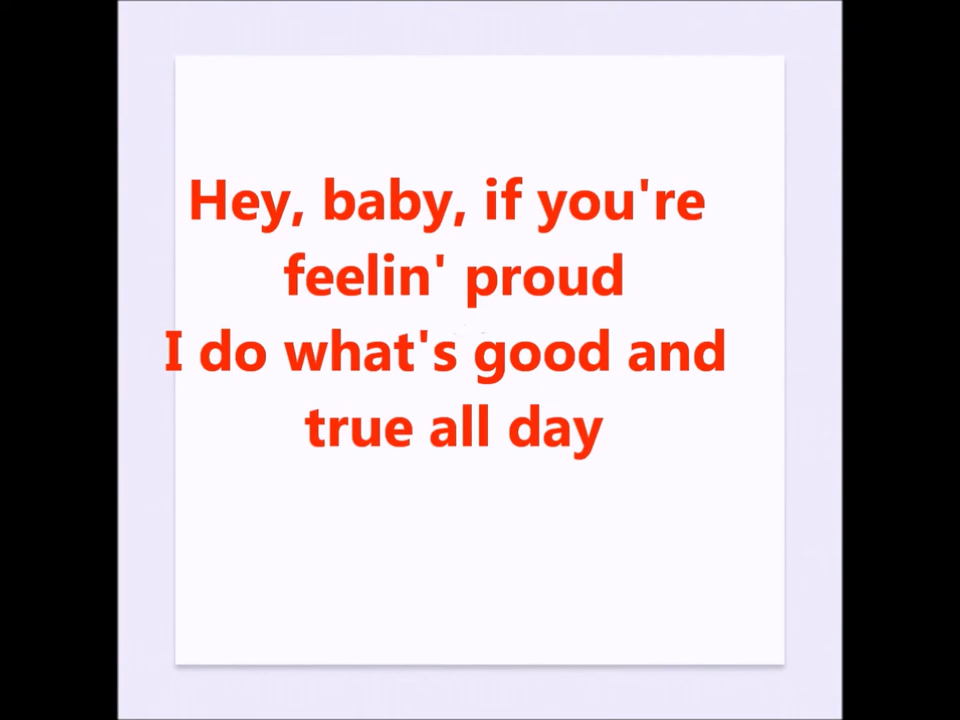 Hey, baby, if you're
feelin' proud
I do what's good and
true all day